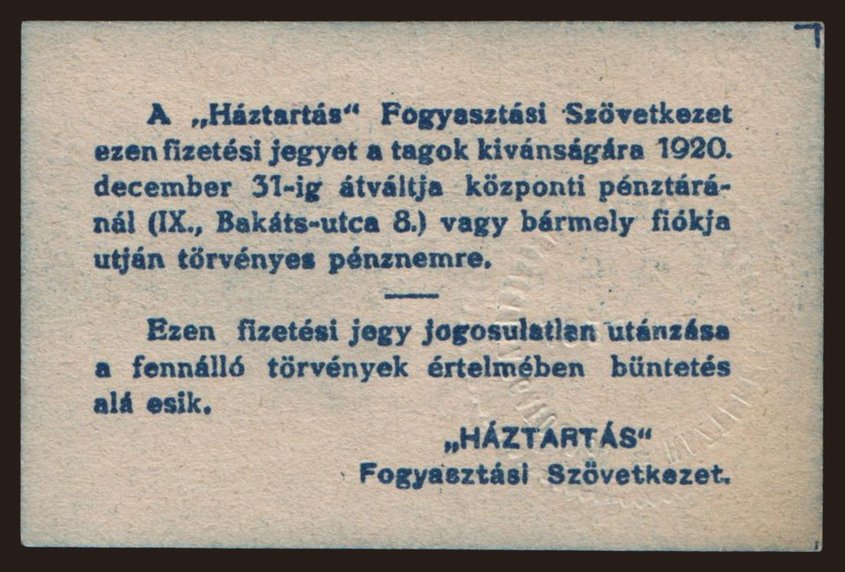 A „Háztartás“ Fogyasztási Szövetkezet
ezen fizetési jegyet a tagok kivánságára 1920.
december 31-ig átváltja központi pénztárá-
nál (IX., Bakáts-utca 8.) vagy bármely fiókja
utján törvényes pénznemre.
Ezen fizetési jegy jogosulatlan utánzása
a fennálló törvények értelmében büntetés
alá esik.
„HÁZTARTÁS“
Fogyasztási Szövetkezet.